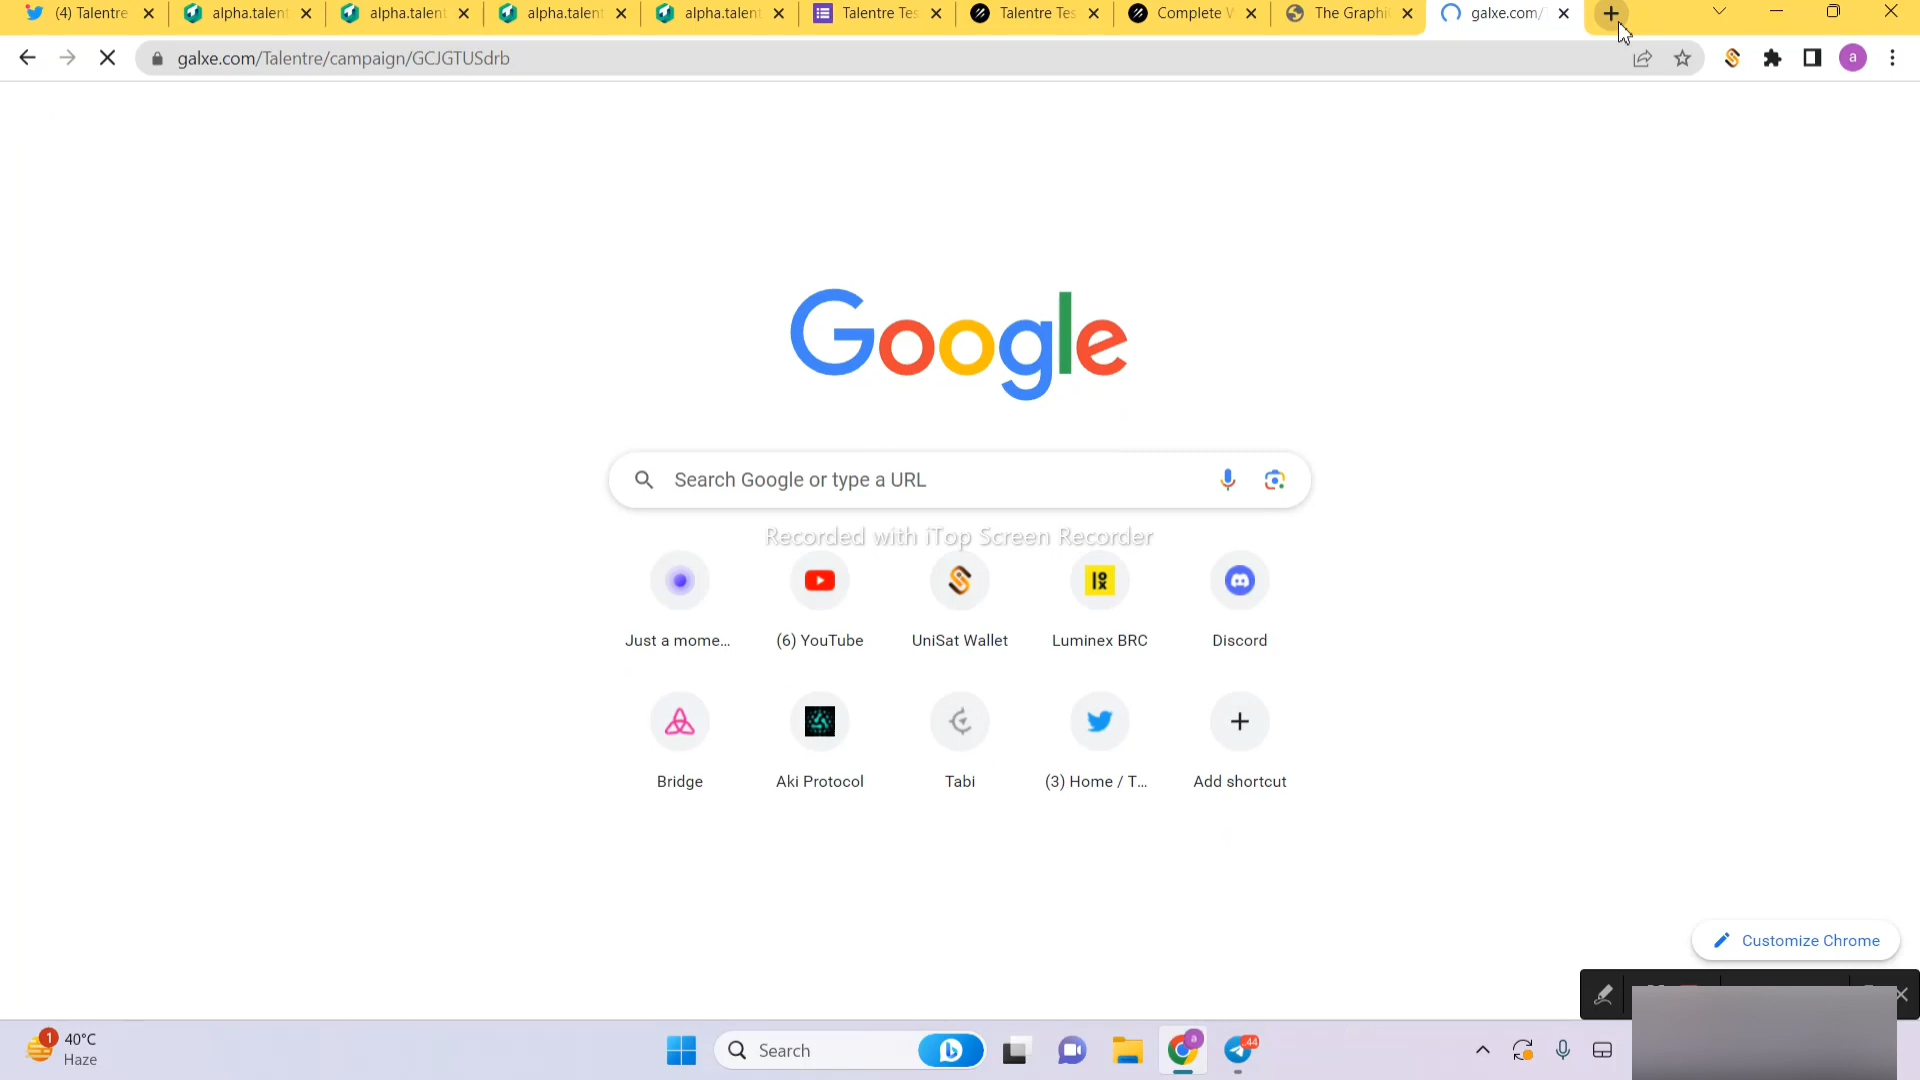 (4) Talentre
alpha.talent
alpha.talent
alpha.talent
alpha.talent
Talentre Tes
Talentre Tes
Complete V
The Graphi
galxe.com/
galxe.com/Talentre/campaign/GCJGTUSdrb
a
Google
Search Google or type a URL
Recorded with iTop Screen Recorder
Just a mome...
(6) YouTube
UniSat Wallet
Luminex BRC
Discord
Bridge
Aki Protocol
Tabi
(3) Home / T...
Add shortcut
Customize Chrome
1
40°C
Haze
Search
a
44